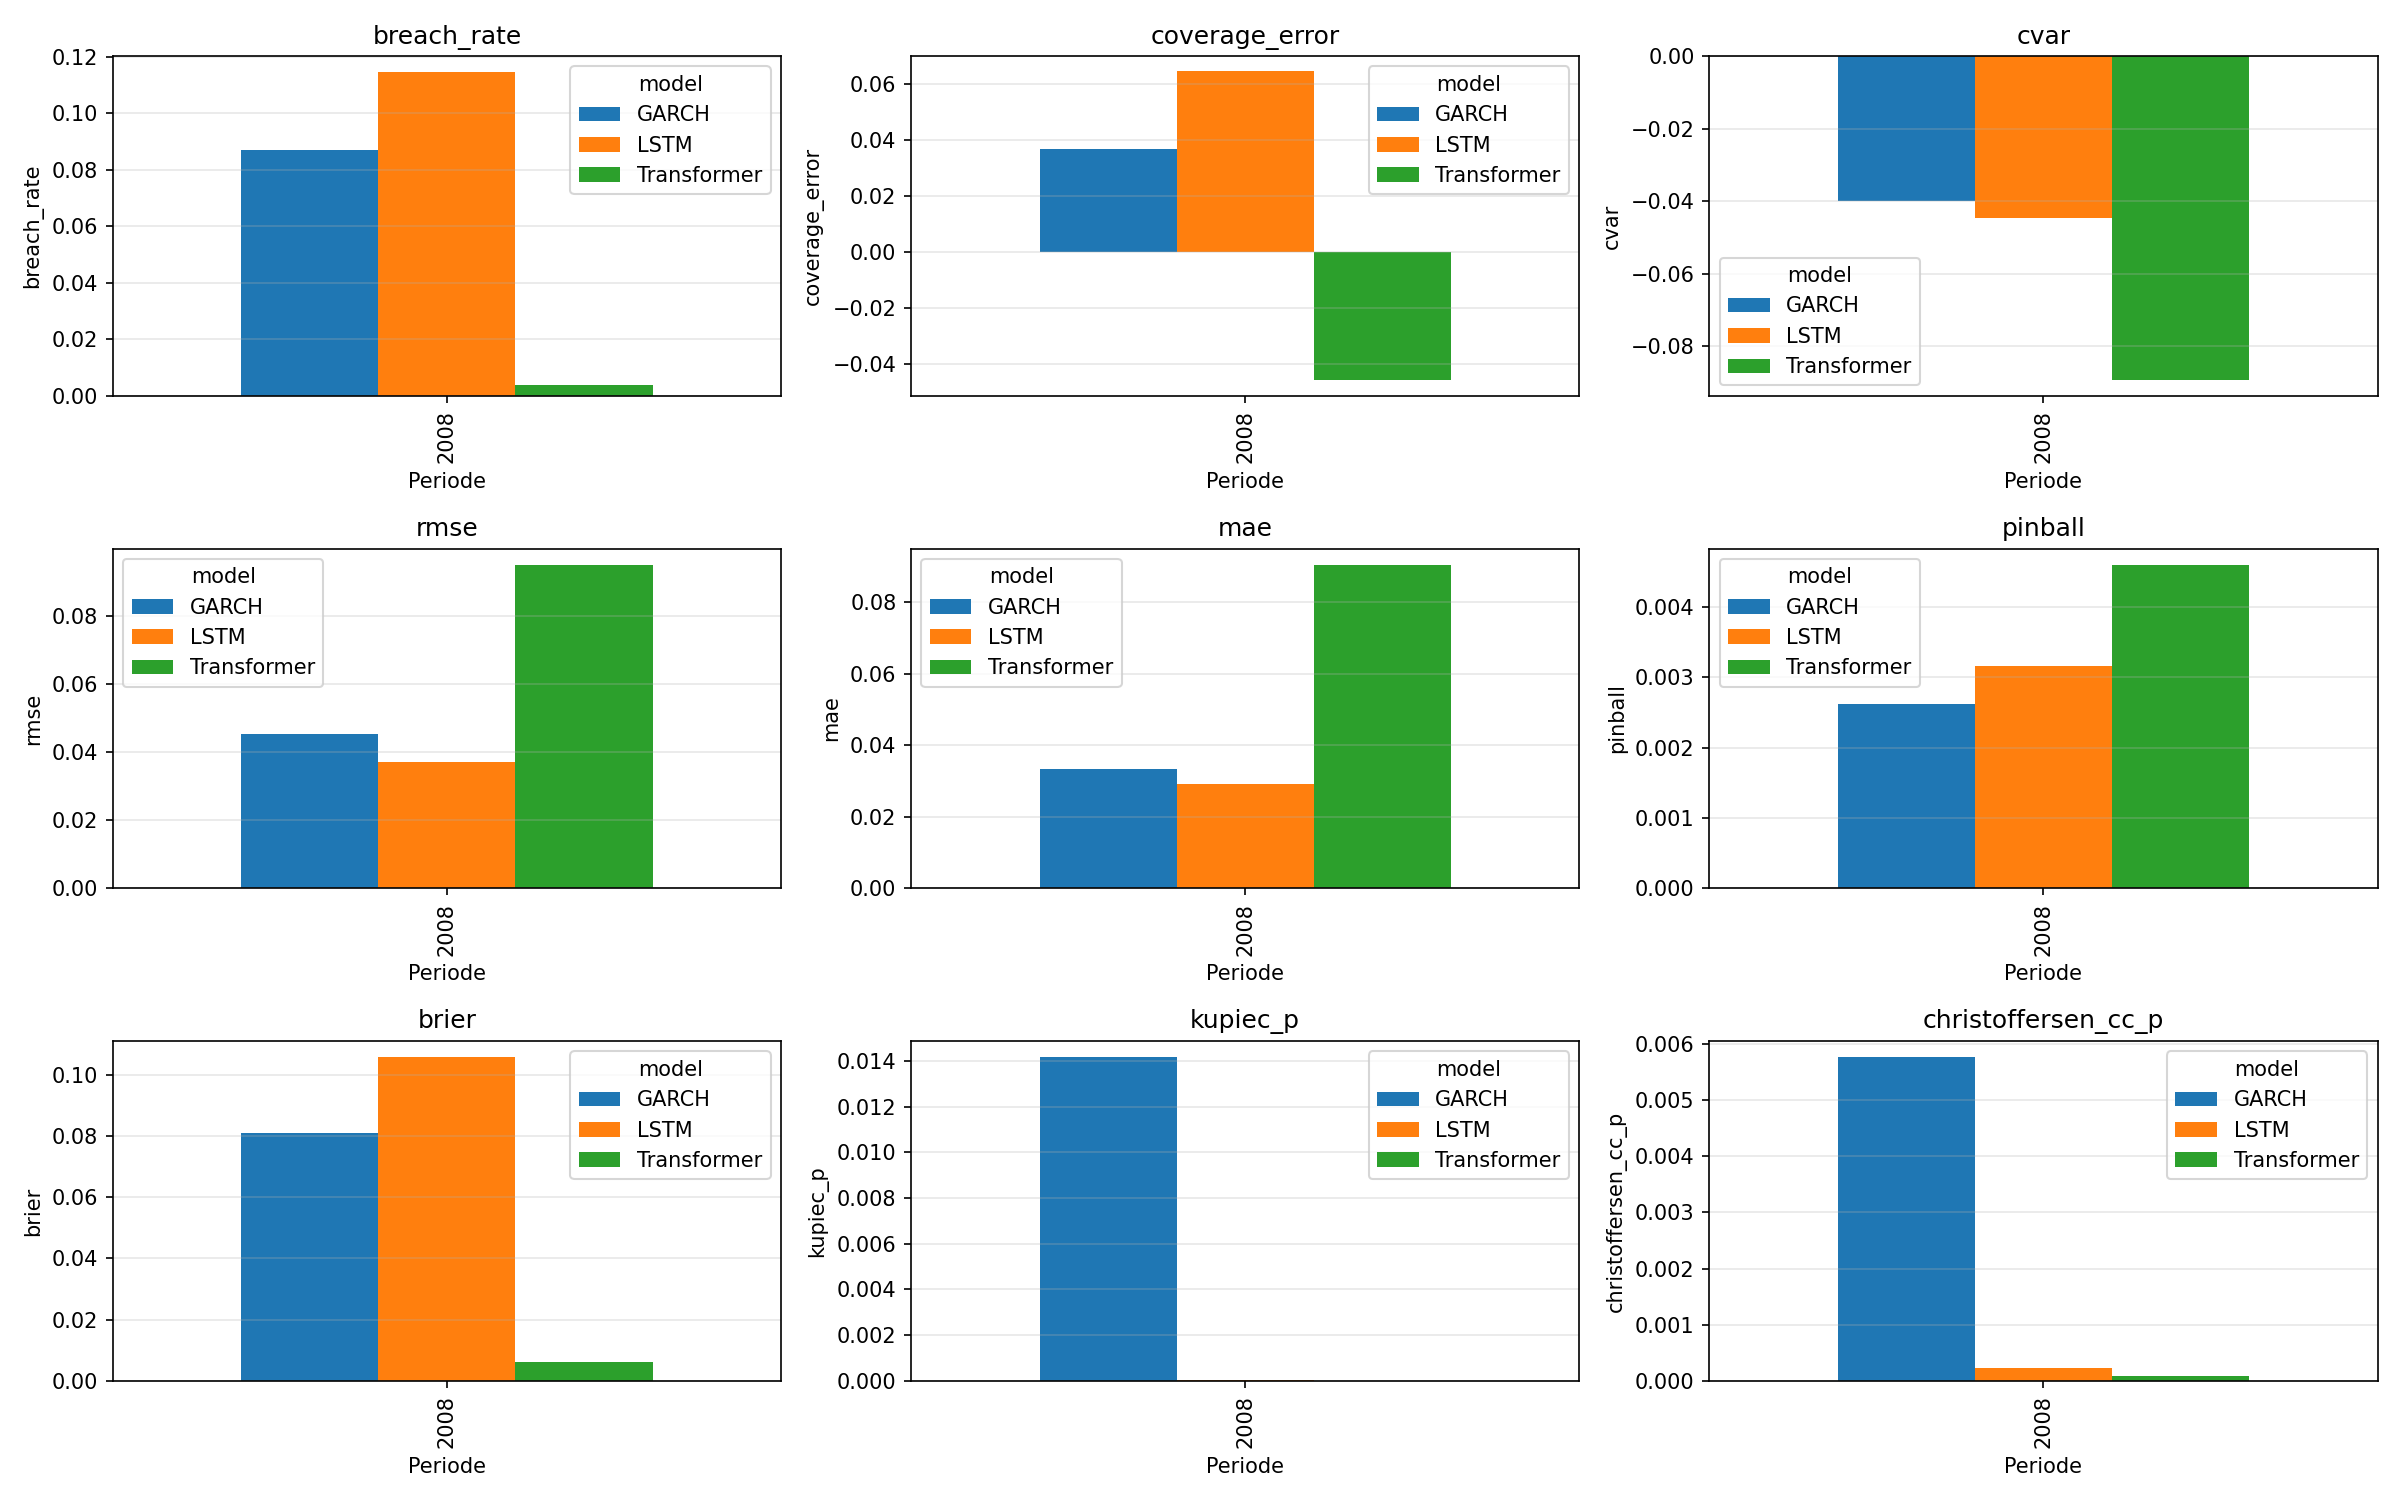 breach_rate
0.12
0.10
0.08
0.06
0.04
0.02
0.00
breach_rate
model
GARCH
LSTM
Transformer
2008
Periode
coverage_error
0.06
0.04
0.02
0.00
−0.02
−0.04
coverage_error
model
GARCH
LSTM
Transformer
2008
Periode
cvar
0.00
−0.02
−0.04
−0.06
−0.08
cvar
model
GARCH
LSTM
Transformer
2008
Periode
rmse
0.08
0.06
0.04
0.02
0.00
rmse
model
GARCH
LSTM
Transformer
2008
Periode
mae
0.08
0.06
0.04
0.02
0.00
mae
model
GARCH
LSTM
Transformer
2008
Periode
pinball
0.004
0.003
0.002
0.001
0.000
pinball
model
GARCH
LSTM
Transformer
2008
Periode
brier
0.10
0.08
0.06
0.04
0.02
0.00
brier
model
GARCH
LSTM
Transformer
2008
Periode
kupiec_p
0.014
0.012
0.010
0.008
0.006
0.004
0.002
0.000
kupiec_p
model
GARCH
LSTM
Transformer
2008
Periode
christoffersen_cc_p
0.006
0.005
0.004
0.003
0.002
0.001
0.000
christoffersen_cc_p
model
GARCH
LSTM
Transformer
2008
Periode